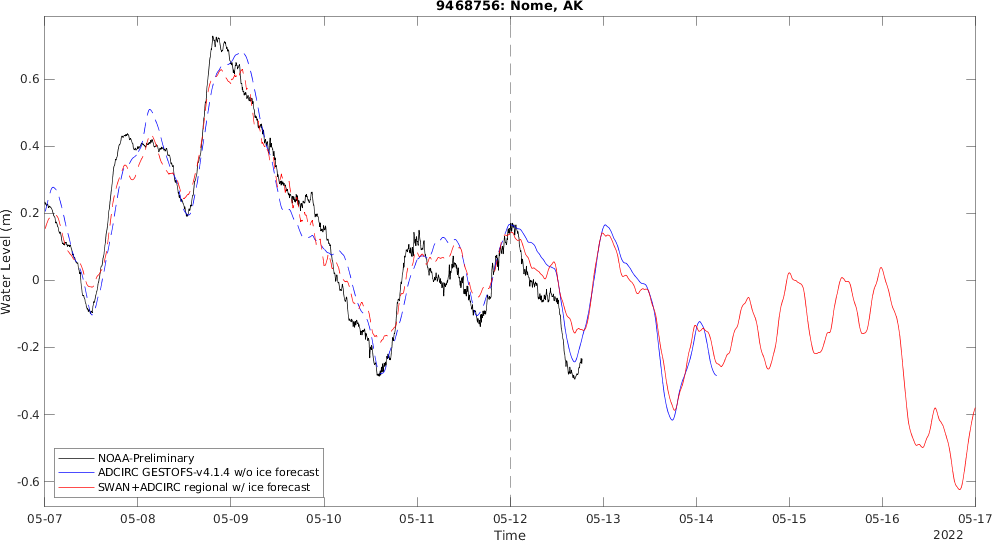 9468756: Nome, AK
Water Level (m)
0.6
0.4
0.2
0
-0.2
-0.4
-0.6
NOAA-Preliminary
ADCIRC GESTOFS-v4.1.4 w/o ice forecast
SWAN+ADCIRC regional w/ ice forecast
05-07 05-08 05-09 05-10 05-11 05-12 05-13 05-14 05-15 05-16 05-17
Time
2022